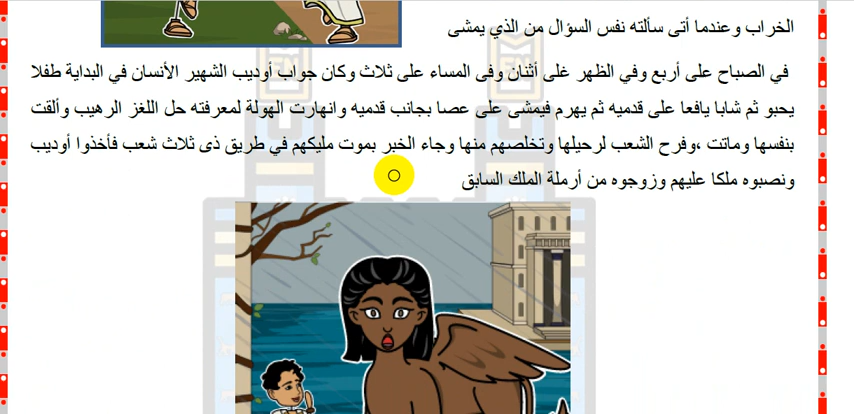 الخراب وعندما أتى سألته نفس السؤال من الذي يمشى
في الصباح على أربع وفي الظهر غلى أثنان وفى المساء على ثلاث وكان جواب أوديب الشهير الأنسان في البداية طفلا
يحبو ثم شابا يافعا على قدميه ثم يهرم فيمشى على عصا بجانب قدميه وانهارت الهولة لمعرفته حل اللغز الرهيب وألقت
بنفسها وماتت ،وفرح الشعب لرحيلها وتخلصهم منها وجاء الخبر بموت مليكهم في طريق ذى ثلاث شعب فأخذوا أوديب
ونصبوه ملكا عليهم وزوجوه من أرملة الملك السابق